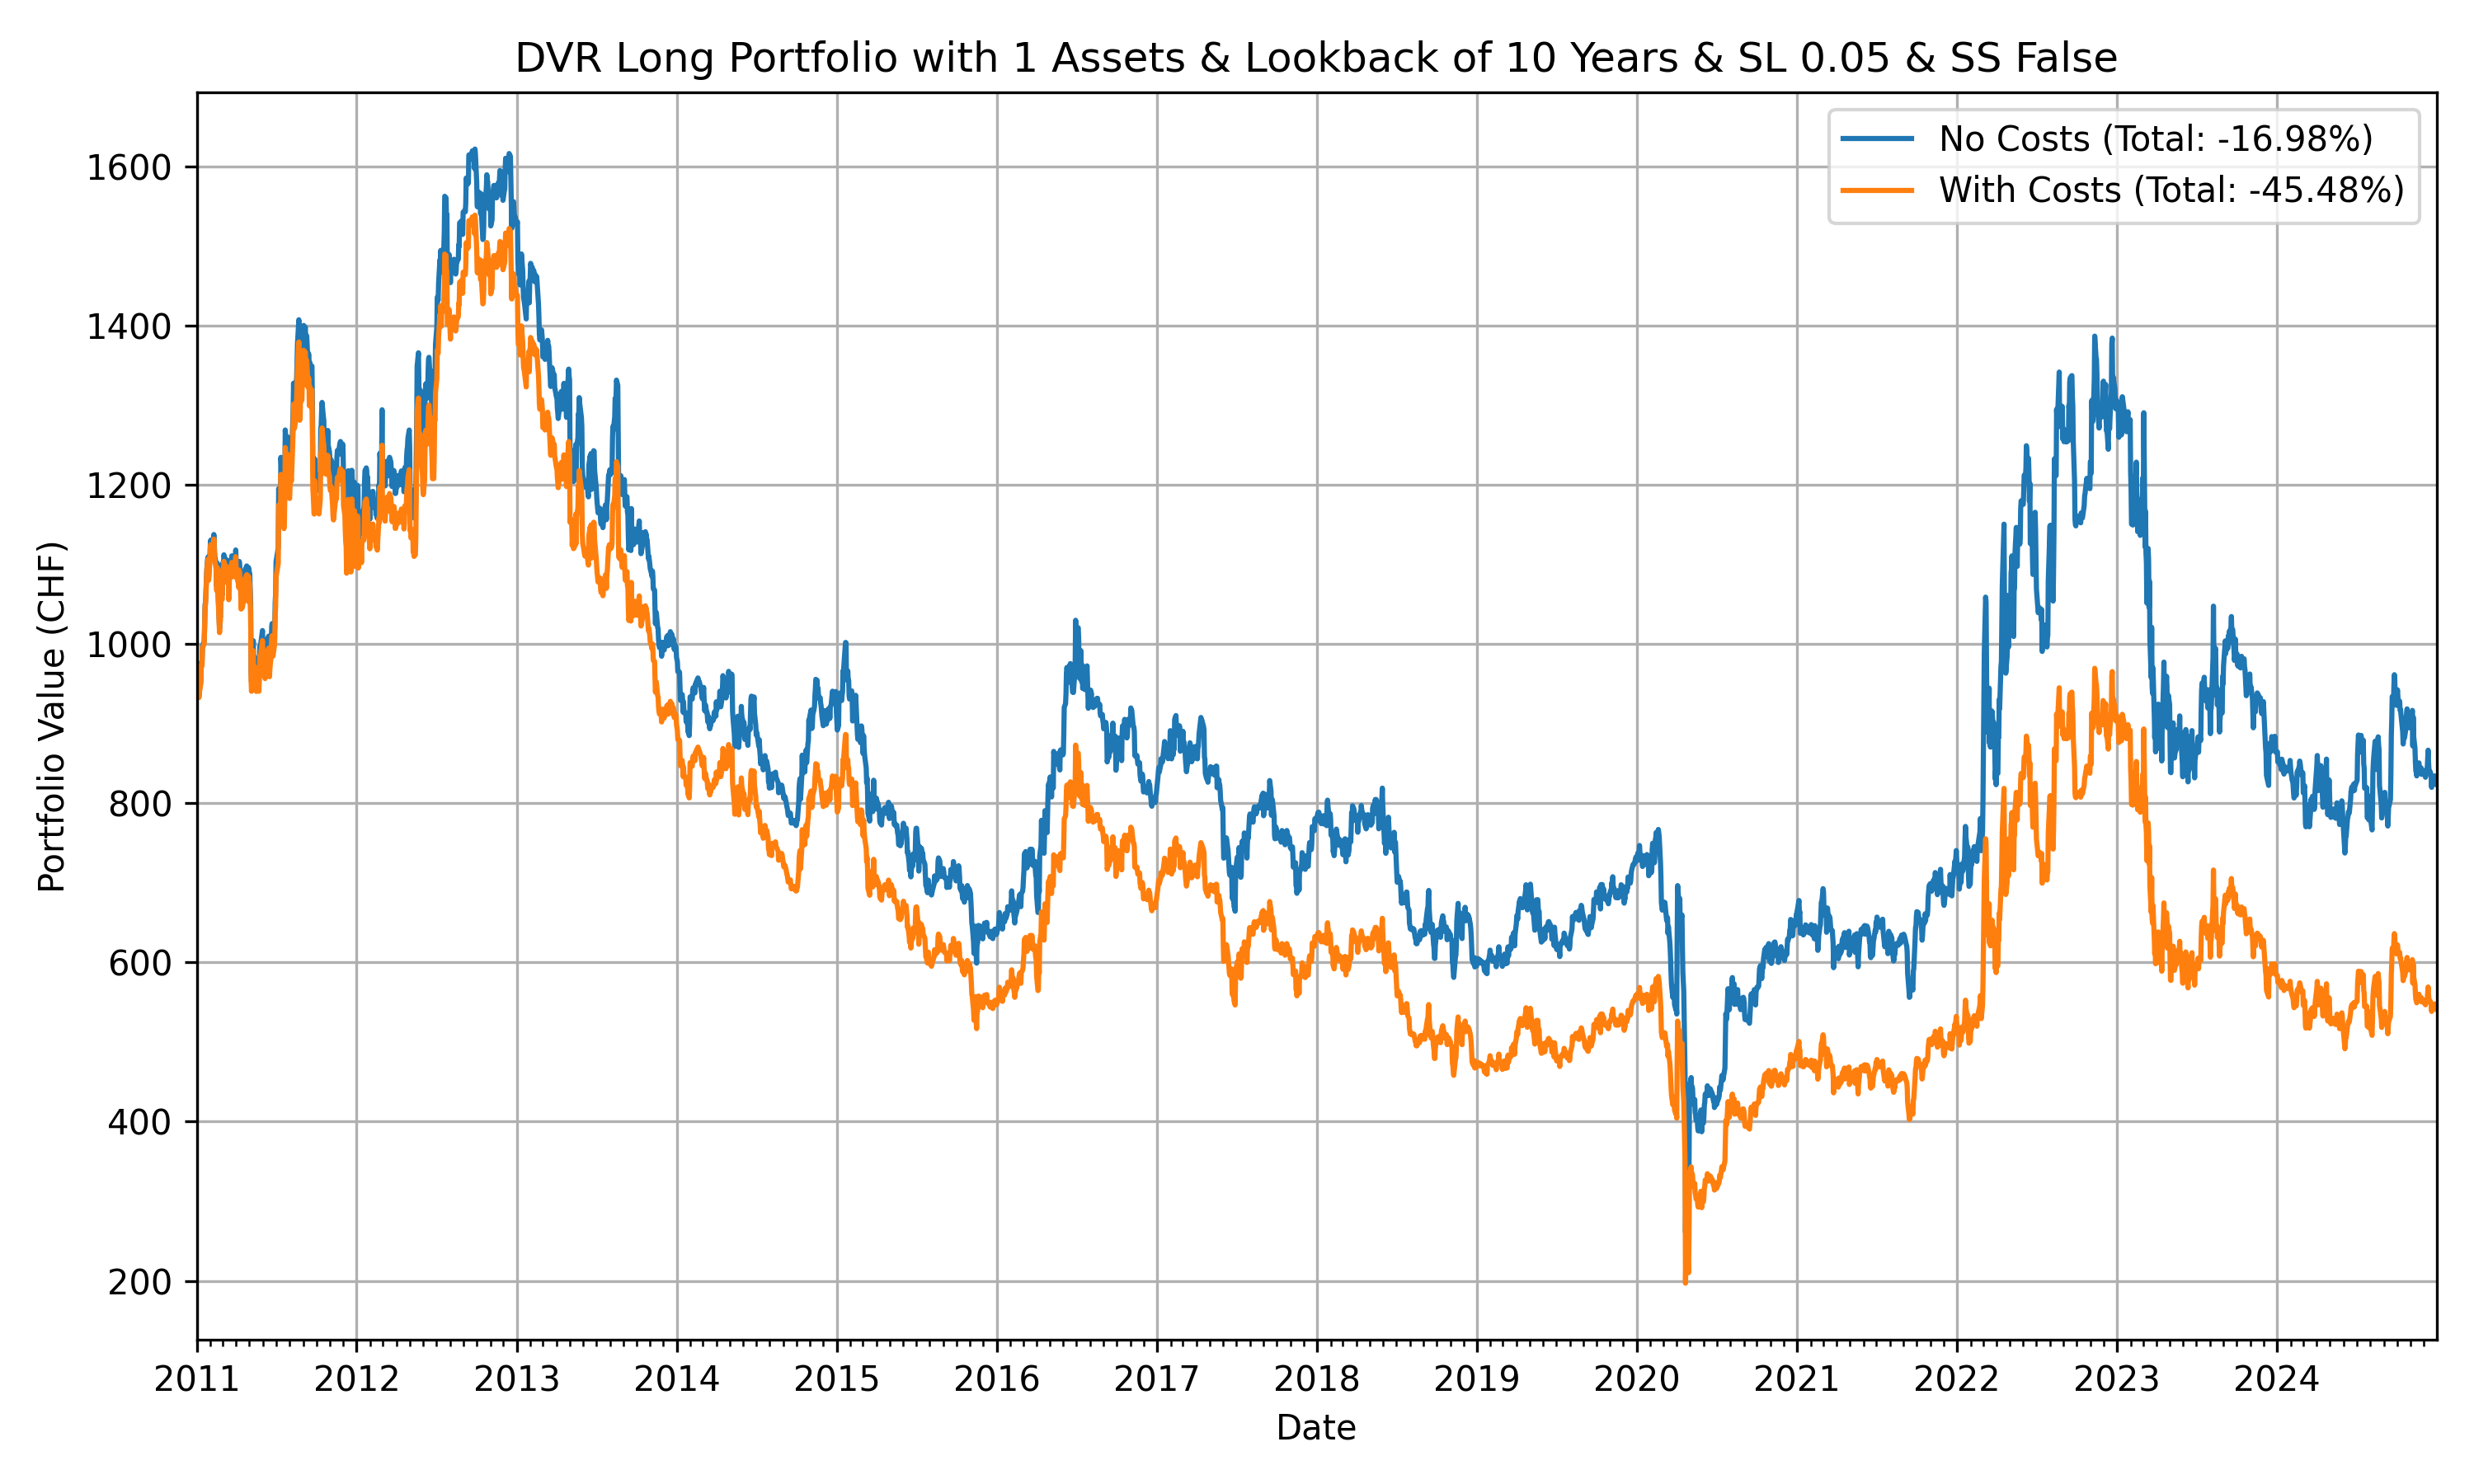 DVR Long Portfolio with 1 Assets & Lookback of 10 Years & SL 0.05 & SS False
No Costs (Total: -16.98%)
With Costs (Total: -45.48%)
Portfolio Value (CHF)
1600
1400
1200
1000
800
600
400
200
2011 2012 2013 2014 2015 2016 2017 2018 2019 2020 2021 2022 2023 2024
Date